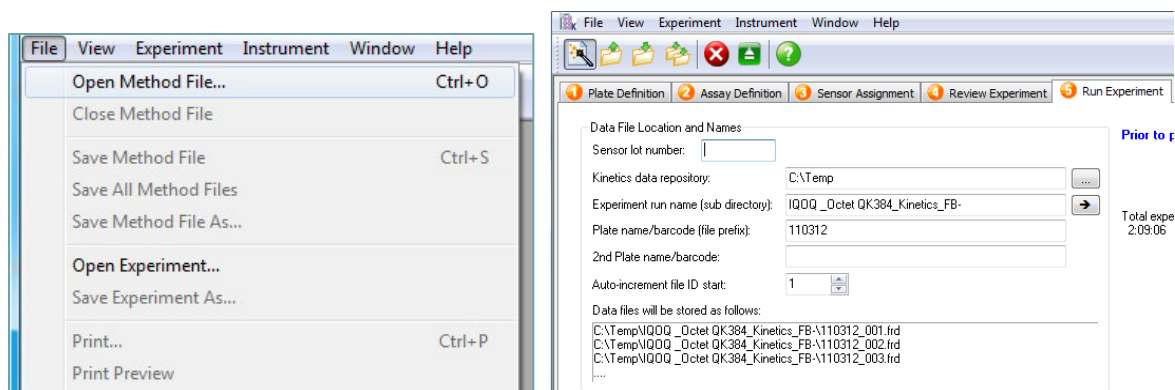 File View Experiment Instrument Window Help
Open Method File... Ctrl+O
Close Method File
Save Method File Ctrl+S
Save All Method Files
Save Method File As...
Open Experiment...
Save Experiment As...
Print... Ctrl+P
Print Preview
File View Experiment Instrument Window Help
1 Plate Definition 2 Assay Definition 3 Sensor Assignment 4 Review Experiment 5 Run Experiment
Data File Location and Names
Sensor lot number:
Kinetics data repository: C:\Temp ...
Experiment run name (sub directory): IQOQ _Octet QK384_Kinetics_FB-
Plate name/barcode (file prefix): 110312
2nd Plate name/barcode:
Auto-increment file ID start: 1
Data files will be stored as follows:
C:\Temp\IQOQ _Octet QK384_Kinetics_FB-\110312_001.frd
C:\Temp\IQOQ _Octet QK384_Kinetics_FB-\110312_002.frd
C:\Temp\IQOQ _Octet QK384_Kinetics_FB-\110312_003.frd
....
Prior to
Total expe
2:09:06